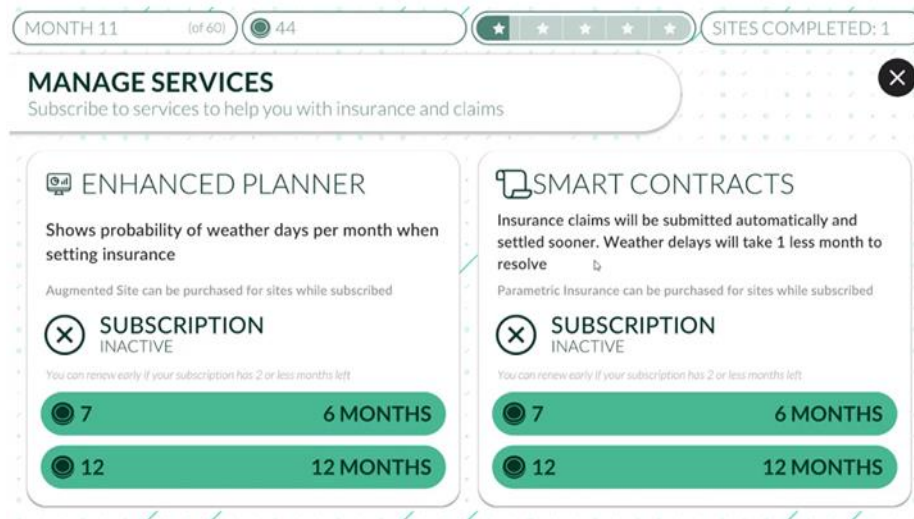 MONTH 11 (of 60)
44
SITES COMPLETED: 1
MANAGE SERVICES
Subscribe to services to help you with insurance and claims
ENHANCED PLANNER
Shows probability of weather days per month when
setting insurance
Augmented Site can be purchased for sites while subscribed
SUBSCRIPTION
INACTIVE
You can renew early if your subscription has 2 or less months left
7 6 MONTHS
12 12 MONTHS
SMART CONTRACTS
Insurance claims will be submitted automatically and
settled sooner. Weather delays will take 1 less month to
resolve
Parametric Insurance can be purchased for sites while subscribed
SUBSCRIPTION
INACTIVE
You can renew early if your subscription has 2 or less months left
7 6 MONTHS
12 12 MONTHS